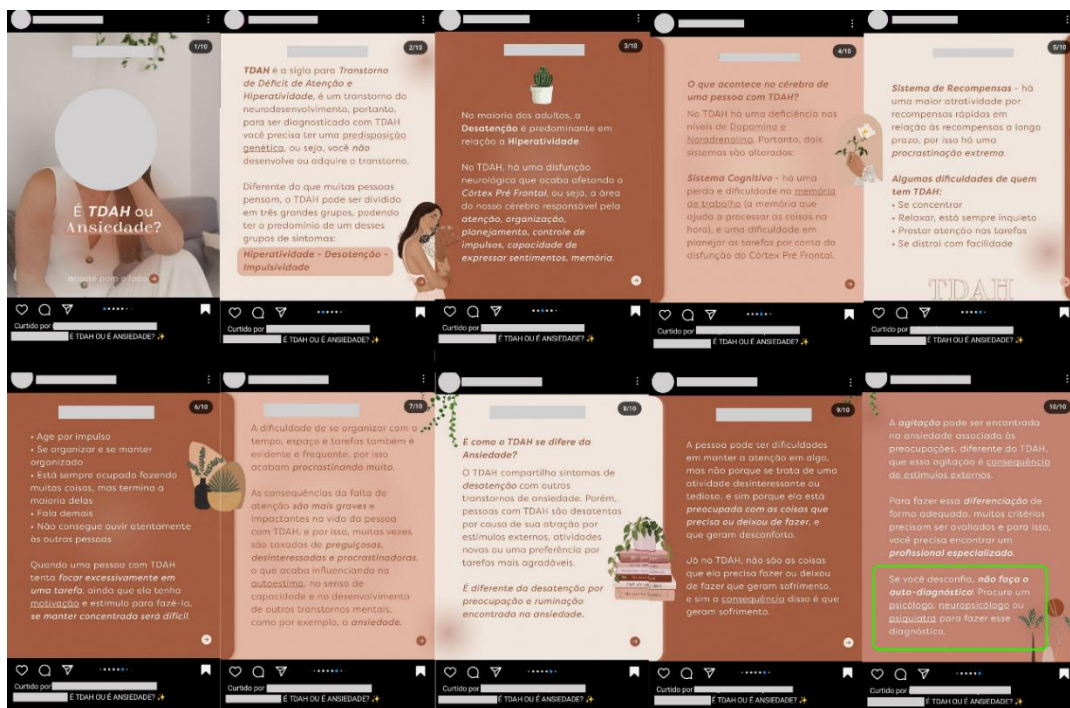 1/10
É TDAH ou
Ansiedade?
arraste para o lado
Curtido por
É TDAH OU É ANSIEDADE? ✨
2/10
TDAH é a sigla para Transtorno
de Déficit de Atenção e
Hiperatividade, é um transtorno do
neurodesenvolvimento, portanto,
para ser diagnosticado com TDAH
você precisa ter uma predisposição
genética, ou seja, você não
desenvolve ou adquire o transtorno.
Diferente do que muitas pessoas
pensam, o TDAH pode ser dividido
em três grandes grupos, podendo
ter o predomínio de um desses
grupos de sintomas:
Hiperatividade - Desatenção -
Impulsividade
Curtido por
É TDAH OU É ANSIEDADE? ✨
3/10
Na maioria dos adultos, a
Desatenção é predominante em
relação a Hiperatividade.
No TDAH, há uma disfunção
neurológica que acaba afetando o
Córtex Pré Frontal, ou seja, a área
do nosso cérebro responsável pela
atenção, organização,
planejamento, controle de
impulsos, capacidade de
expressar sentimentos, memória.
Curtido por
É TDAH OU É ANSIEDADE? ✨
4/10
O que acontece no cérebro de
uma pessoa com TDAH?
No TDAH há uma deficiência nos
níveis de Dopamina e
Noradrenalina. Portanto, dois
sistemas são alterados:
Sistema Cognitivo - há uma
perda e dificuldade na memória
de trabalho (a memória que
ajuda a processar as coisas na
hora), e uma dificuldade em
planejar as tarefas por conta da
disfunção do Córtex Pré Frontal.
Curtido por
É TDAH OU É ANSIEDADE? ✨
5/10
Sistema de Recompensas - há
uma maior atratividade por
recompensas rápidas em
relação às recompensas a longo
prazo, por isso há uma
procrastinação extrema.
Algumas dificuldades de quem
tem TDAH:
• Se concentrar
• Relaxar, está sempre inquieto
• Prestar atenção nas tarefas
• Se distrai com facilidade
TDAH
Curtido por
É TDAH OU É ANSIEDADE? ✨
6/10
• Age por impulso
• Se organizar e se manter
organizado
• Está sempre ocupado fazendo
muitas coisas, mas termina a
maioria delas
• Fala demais
• Não consegue ouvir atentamente
às outras pessoas
Quando uma pessoa com TDAH
tenta focar excessivamente em
uma tarefa, ainda que ela tenha
motivação e estimulo para fazê-la,
se manter concentrada será difícil.
Curtido por
É TDAH OU É ANSIEDADE? ✨
7/10
A dificuldade de se organizar com o
tempo, espaço e tarefas também é
evidente e frequente, por isso
acabam procrastinando muito.
As consequências da falta de
atenção são mais graves e
impactantes na vida da pessoa
com TDAH, e por isso, muitas vezes
são taxadas de preguiçosas,
desinteressadas e procrastinadoras,
o que acaba influenciando na
autoestima, no senso de
capacidade e no desenvolvimento
de outros transtornos mentais,
como por exemplo, a ansiedade.
Curtido por
É TDAH OU É ANSIEDADE? ✨
8/10
E como o TDAH se difere da
Ansiedade?
O TDAH compartilha sintomas de
desatenção com outros
transtornos de ansiedade. Porém,
pessoas com TDAH são desatentas
por causa de sua atração por
estímulos externos, atividades
novas ou uma preferência por
tarefas mais agradáveis.
É diferente da desatenção por
preocupação e ruminação
encontrada na ansiedade.
Curtido por
É TDAH OU É ANSIEDADE? ✨
9/10
A pessoa pode ser dificuldades
em manter a atenção em algo,
mas não porque se trata de uma
atividade desinteressante ou
tedioso, e sim porque ela está
preocupada com as coisas que
precisa ou deixou de fazer, e
que geram desconforto.
Já no TDAH, não são as coisas
que ela precisa fazer ou deixou
de fazer que geram sofrimento,
e sim a consequência disso é que
geram sofrimento.
Curtido por
É TDAH OU É ANSIEDADE? ✨
10/10
A agitação pode ser encontrada
na ansiedade associado às
preocupações, diferente do TDAH,
que essa agitação é consequência
de estímulos externos.
Para fazer essa diferenciação de
forma adequada, muitos critérios
precisam ser avaliados e para isso,
você precisa encontrar um
profissional especializado.
Se você desconfia, não faça o
auto-diagnóstico! Procure um
psicólogo, neuropsicólogo ou
psiquiatra para fazer esse
diagnóstico.
Curtido por
É TDAH OU É ANSIEDADE? ✨